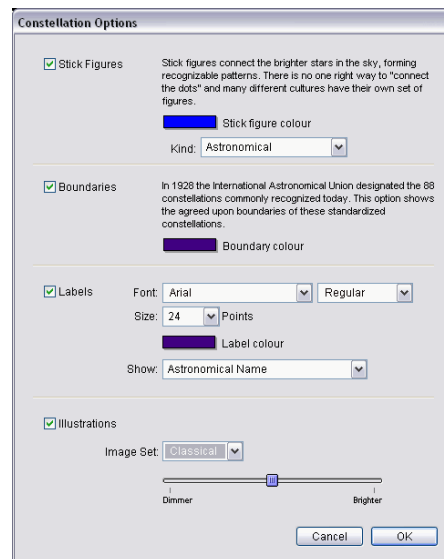 Constellation Options
Stick Figures
Stick figures connect the brighter stars in the sky, forming
recognizable patterns. There is no one right way to "connect
the dots" and many different cultures have their own set of
figures.
Stick figure colour
Kind: Astronomical
Boundaries
In 1928 the International Astronomical Union designated the 88
constellations commonly recognized today. This option shows
the agreed upon boundaries of these standardized
constellations.
Boundary colour
Labels Font: Arial Regular
Size: 24 Points
Label colour
Show: Astronomical Name
Illustrations
Image Set: Classical
Dimmer Brighter
Cancel OK